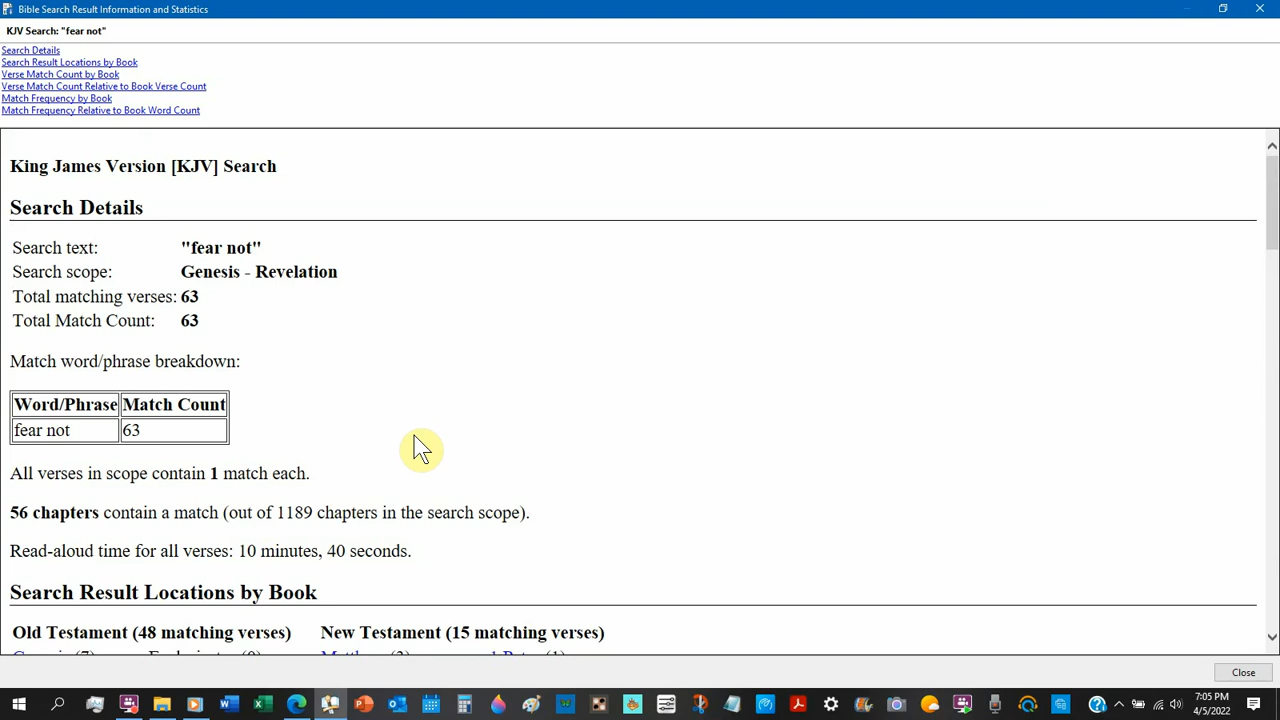 Bible Search Result Information and Statistics
KJV Search: "fear not"
Search Details
Search Result Locations by Book
Verse Match Count by Book
Verse Match Count Relative to Book Verse Count
Match Frequency by Book
Match Frequency Relative to Book Word Count
King James Version [KJV] Search
Search Details
Search text: "fear not"
Search scope: Genesis - Revelation
Total matching verses: 63
Total Match Count: 63
Match word/phrase breakdown:
Word/Phrase Match Count
fear not 63
All verses in scope contain 1 match each.
56 chapters contain a match (out of 1189 chapters in the search scope).
Read-aloud time for all verses: 10 minutes, 40 seconds.
Search Result Locations by Book
Old Testament (48 matching verses) New Testament (15 matching verses)
Close
7:05 PM
4/5/2022